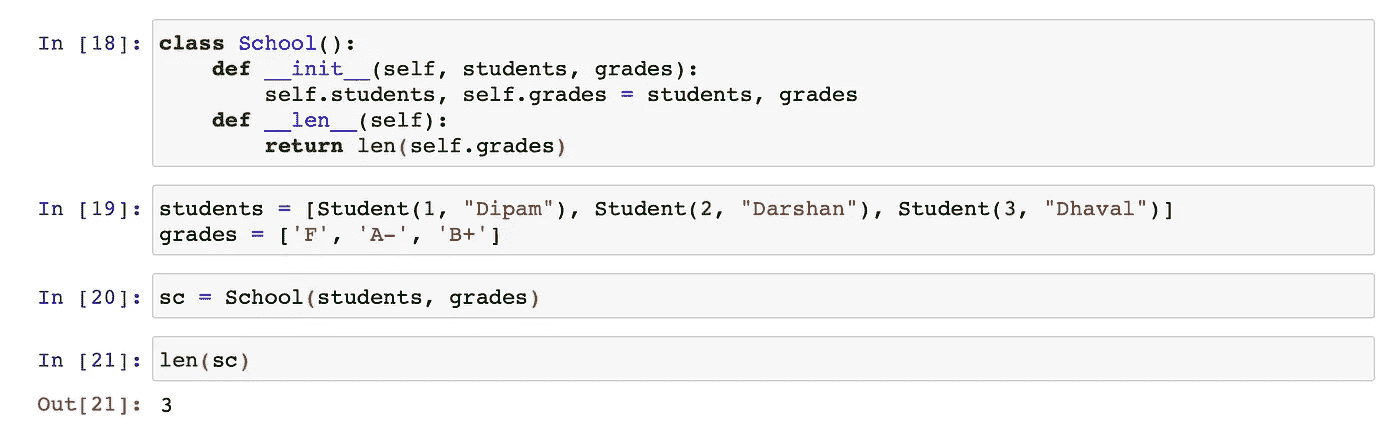 In [18]: class School():
    def __init__(self, students, grades):
        self.students, self.grades = students, grades
    def __len__(self):
        return len(self.grades)
In [19]: students = [Student(1, "Dipam"), Student(2, "Darshan"), Student(3, "Dhaval")]
grades = ['F', 'A-', 'B+']
In [20]: sc = School(students, grades)
In [21]: len(sc)
Out[21]: 3